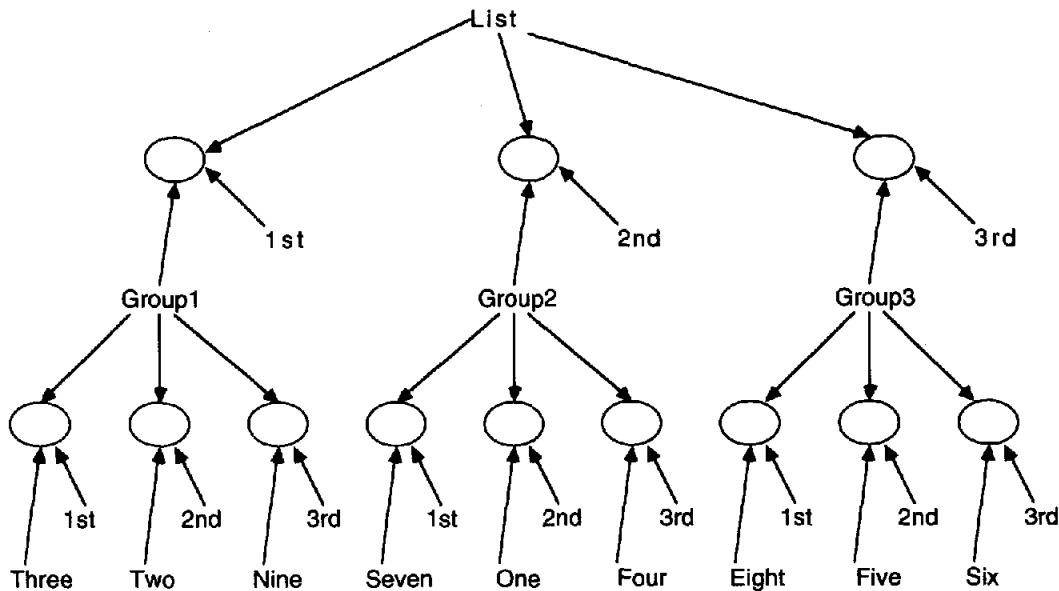 List
1st
2nd
3rd
Group1
Group2
Group3
1st
2nd
3rd
1st
2nd
3rd
1st
2nd
3rd
Three
Two
Nine
Seven
One
Four
Eight
Five
Six